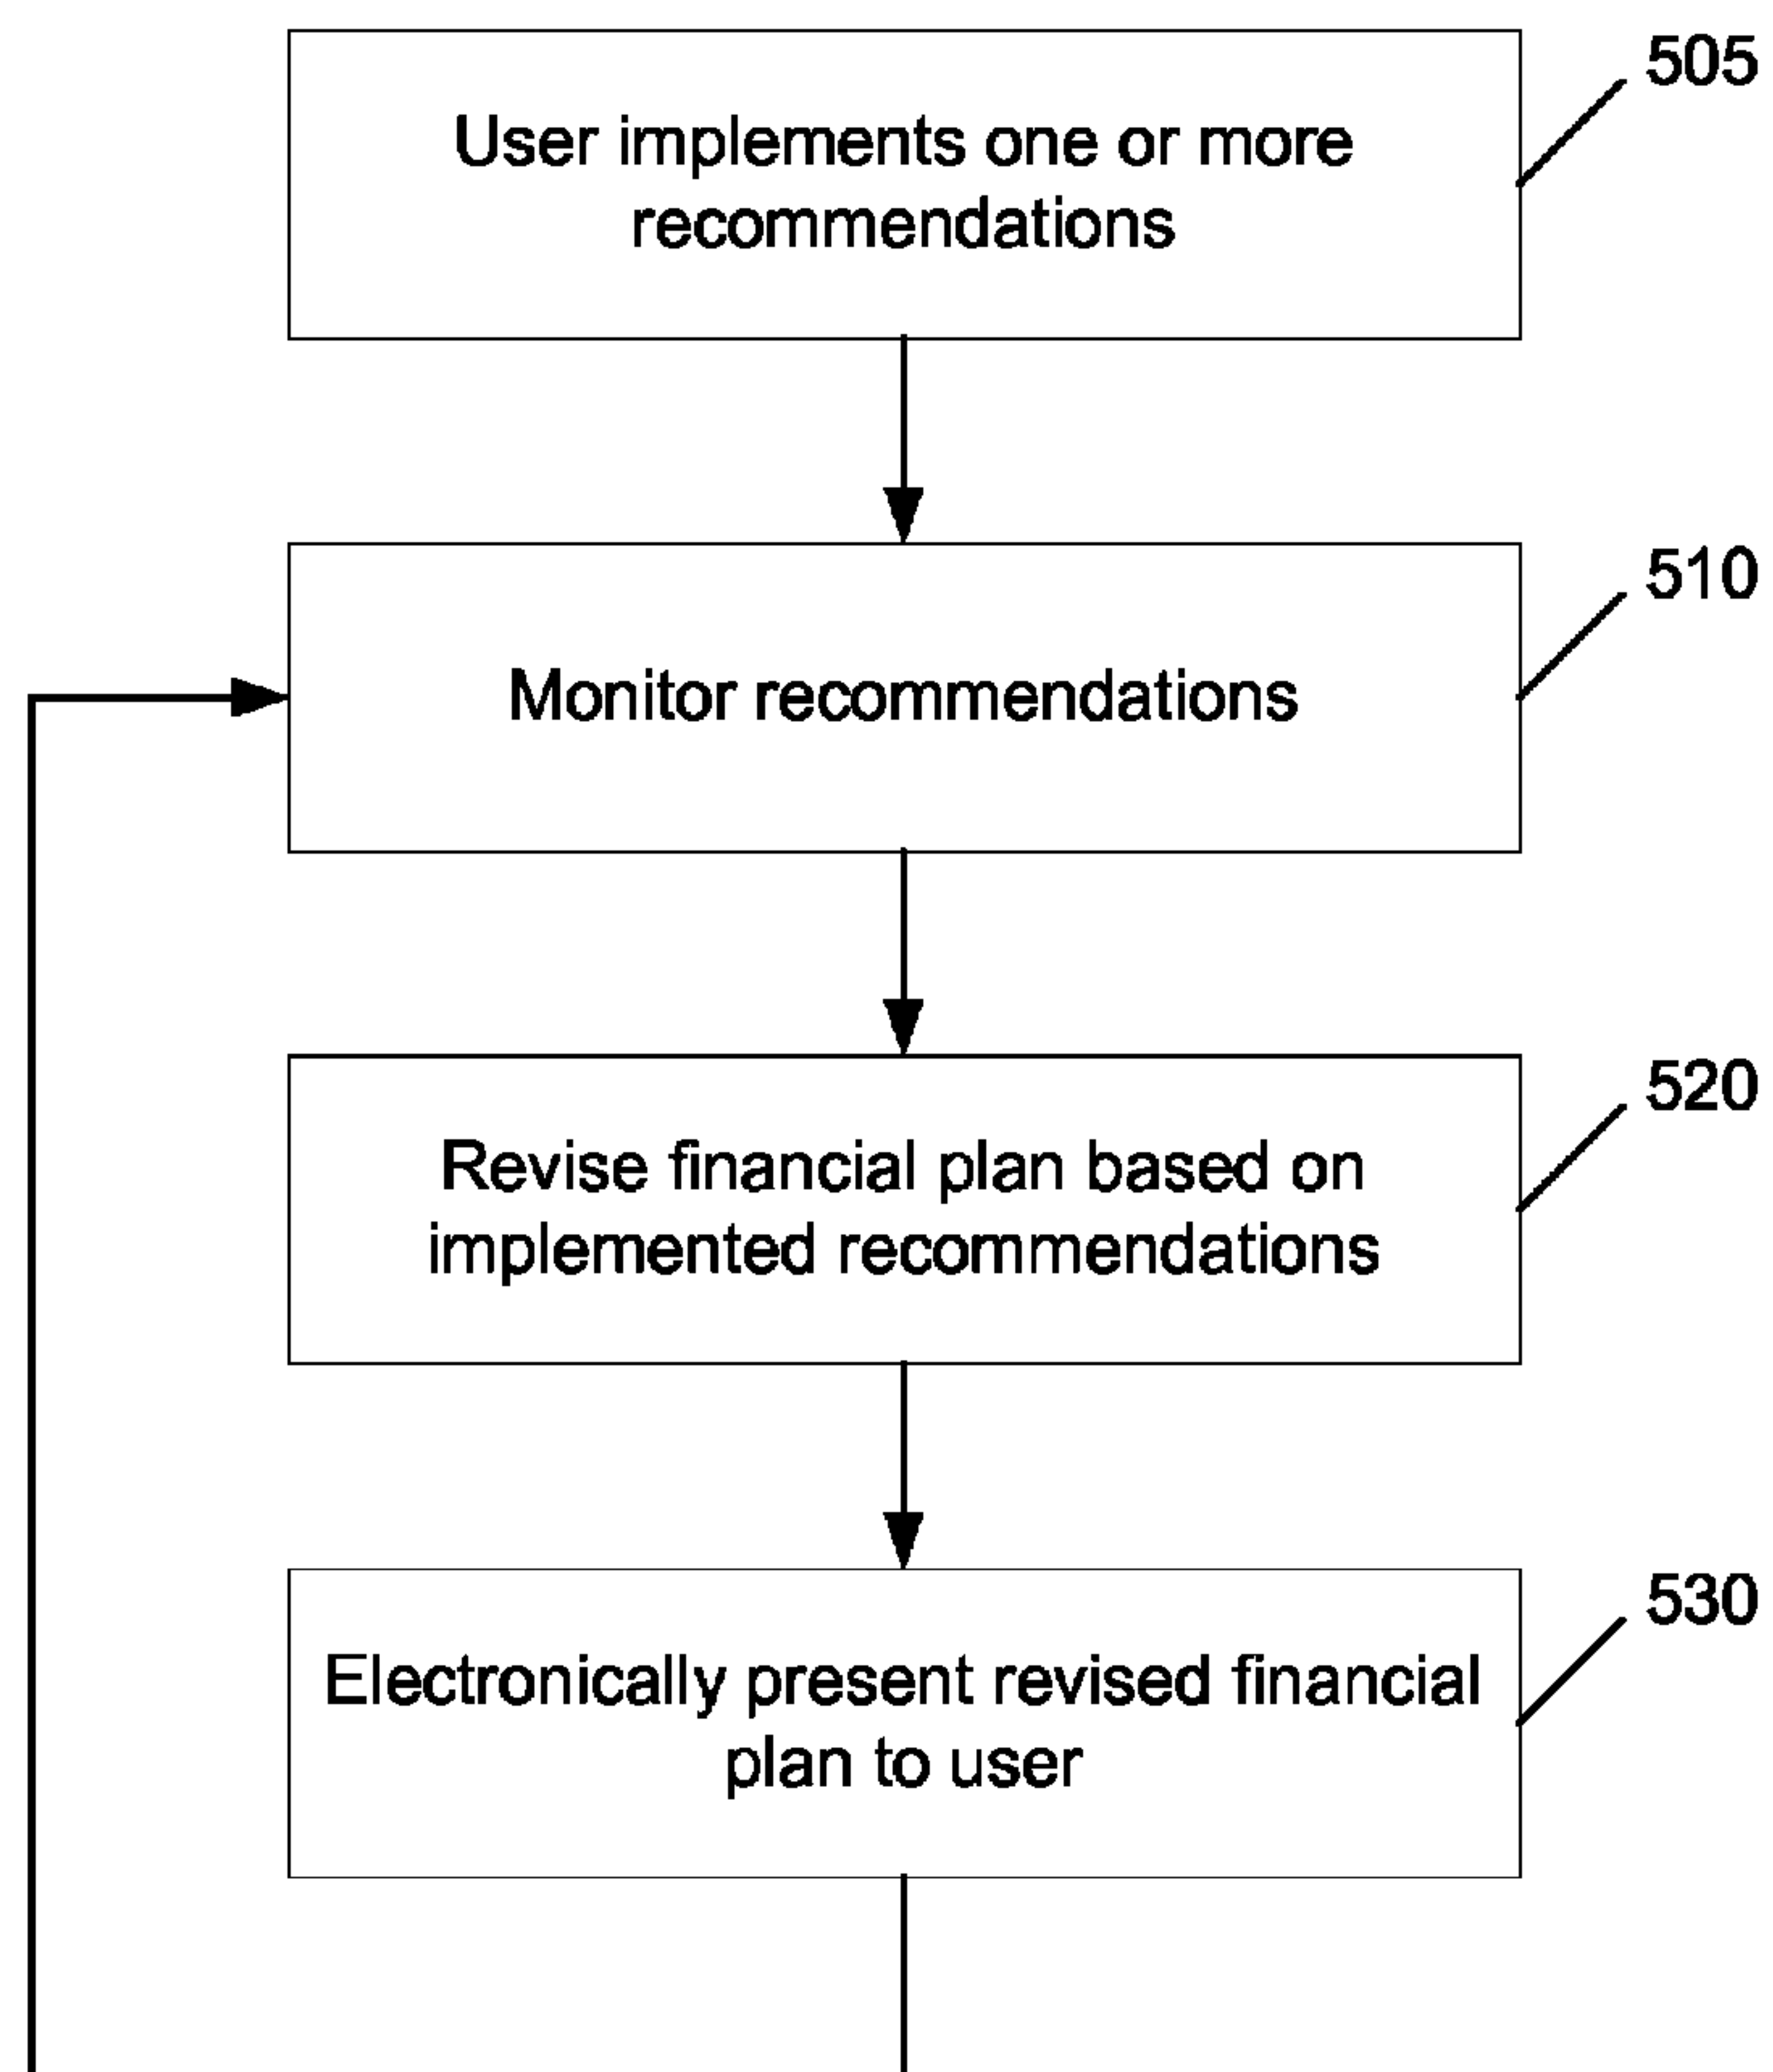 505
User implements one or more
recommendations
510
Monitor recommendations
520
Revise financial plan based on
implemented recommendations
530
Electronically present revised financial
plan to user